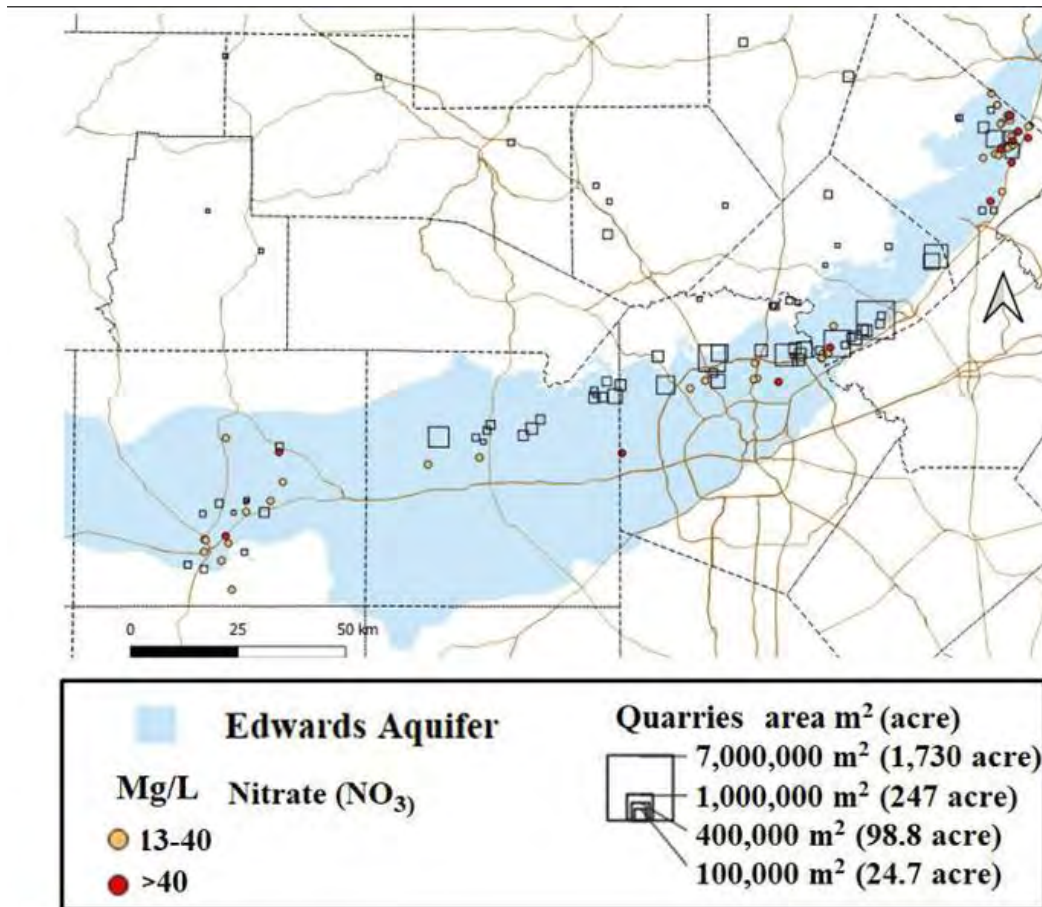 0 25 50 km
Edwards Aquifer
Mg/L Nitrate (NO3)
13-40
>40
Quarries area m² (acre)
7,000,000 m² (1,730 acre)
1,000,000 m² (247 acre)
400,000 m² (98.8 acre)
100,000 m² (24.7 acre)